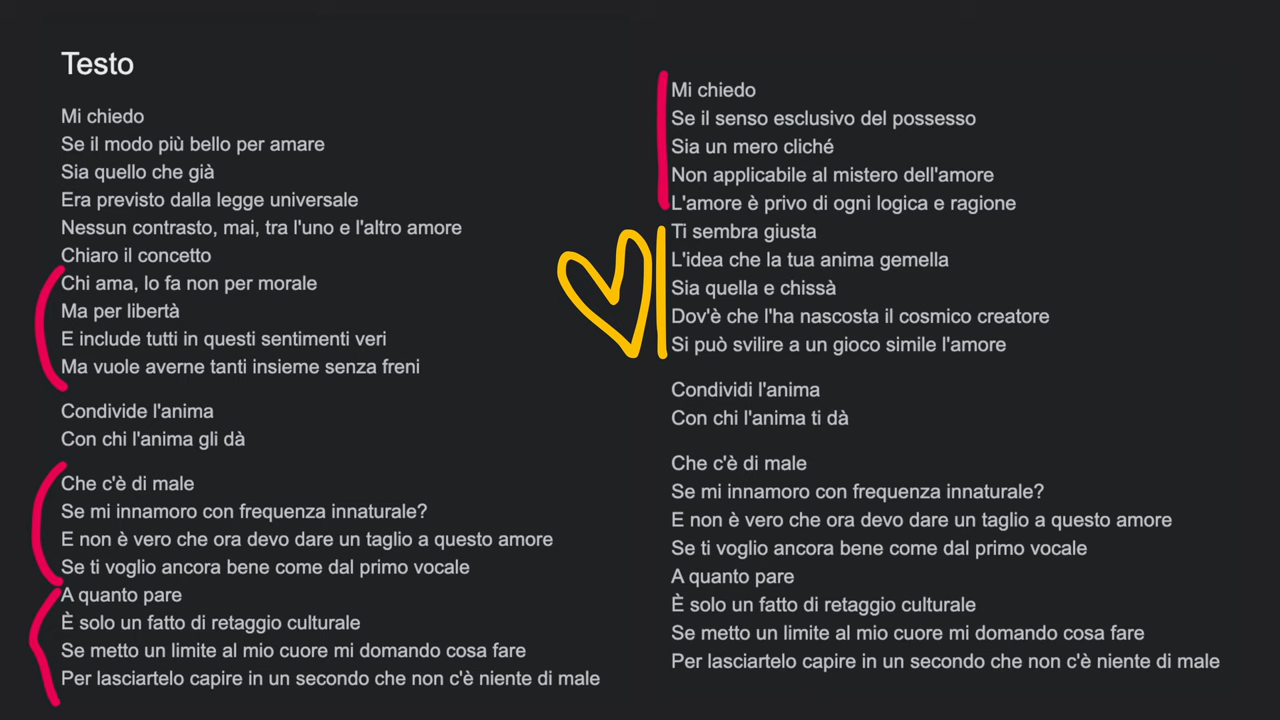 Testo
Mi chiedo
Se il modo più bello per amare
Sia quello che già
Era previsto dalla legge universale
Nessun contrasto, mai, tra l'uno e l'altro amore
Chiaro il concetto
Chi ama, lo fa non per morale
Ma per libertà
E include tutti in questi sentimenti veri
Ma vuole averne tanti insieme senza freni
Condivide l'anima
Con chi l'anima gli dà
Che c'è di male
Se mi innamoro con frequenza innaturale?
E non è vero che ora devo dare un taglio a questo amore
Se ti voglio ancora bene come dal primo vocale
A quanto pare
È solo un fatto di retaggio culturale
Se metto un limite al mio cuore mi domando cosa fare
Per lasciartelo capire in un secondo che non c'è niente di male
Mi chiedo
Se il senso esclusivo del possesso
Sia un mero cliché
Non applicabile al mistero dell'amore
L'amore è privo di ogni logica e ragione
Ti sembra giusta
L'idea che la tua anima gemella
Sia quella e chissà
Dov'è che l'ha nascosta il cosmico creatore
Si può svilire a un gioco simile l'amore
Condividi l'anima
Con chi l'anima ti dà
Che c'è di male
Se mi innamoro con frequenza innaturale?
E non è vero che ora devo dare un taglio a questo amore
Se ti voglio ancora bene come dal primo vocale
A quanto pare
È solo un fatto di retaggio culturale
Se metto un limite al mio cuore mi domando cosa fare
Per lasciartelo capire in un secondo che non c'è niente di male